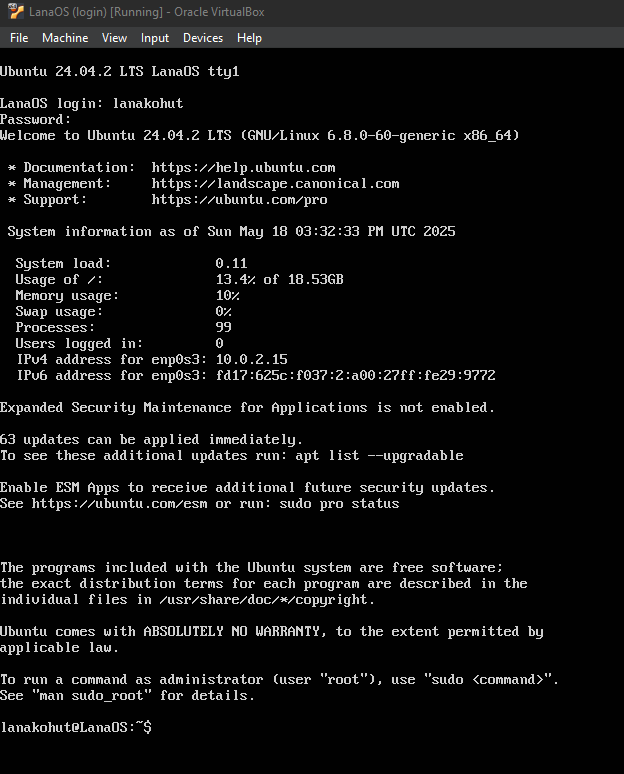 LanaOS (login) [Running] - Oracle VirtualBox
File Machine View Input Devices Help
Ubuntu 24.04.2 LTS LanaOS tty1
LanaOS login: lanakohut
Password:
Welcome to Ubuntu 24.04.2 LTS (GNU/Linux 6.8.0-60-generic x86_64)
* Documentation: https://help.ubuntu.com
* Management: https://landscape.canonical.com
* Support: https://ubuntu.com/pro
System information as of Sun May 18 03:32:33 PM UTC 2025
System load: 0.11
Usage of /: 13.4% of 18.53GB
Memory usage: 10%
Swap usage: 0%
Processes: 99
Users logged in: 0
IPv4 address for enp0s3: 10.0.2.15
IPv6 address for enp0s3: fd17:625c:f037:2:a00:27ff:fe29:9772
Expanded Security Maintenance for Applications is not enabled.
63 updates can be applied immediately.
To see these additional updates run: apt list --upgradable
Enable ESM Apps to receive additional future security updates.
See https://ubuntu.com/esm or run: sudo pro status
The programs included with the Ubuntu system are free software;
the exact distribution terms for each program are described in the
individual files in /usr/share/doc/*/copyright.
Ubuntu comes with ABSOLUTELY NO WARRANTY, to the extent permitted by
applicable law.
To run a command as administrator (user "root"), use "sudo <command>".
See "man sudo_root" for details.
lanakohut@LanaOS:~$